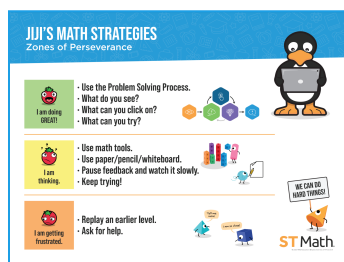 JIJI'S MATH STRATEGIES
Zones of Perseverance
I am doing
GREAT!
· Use the Problem Solving Process.
· What do you see?
· What can you click on?
· What can you try?
I am
thinking.
· Use math tools.
· Use paper/pencil/whiteboard.
· Pause feedback and watch it slowly.
· Keep trying!
I am getting
frustrated.
· Replay an earlier level.
· Ask for help.
WE CAN DO
HARD THINGS!
ST Math